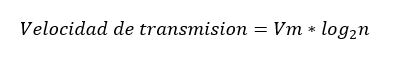 Velocidad de transmision = Vm * log₂n